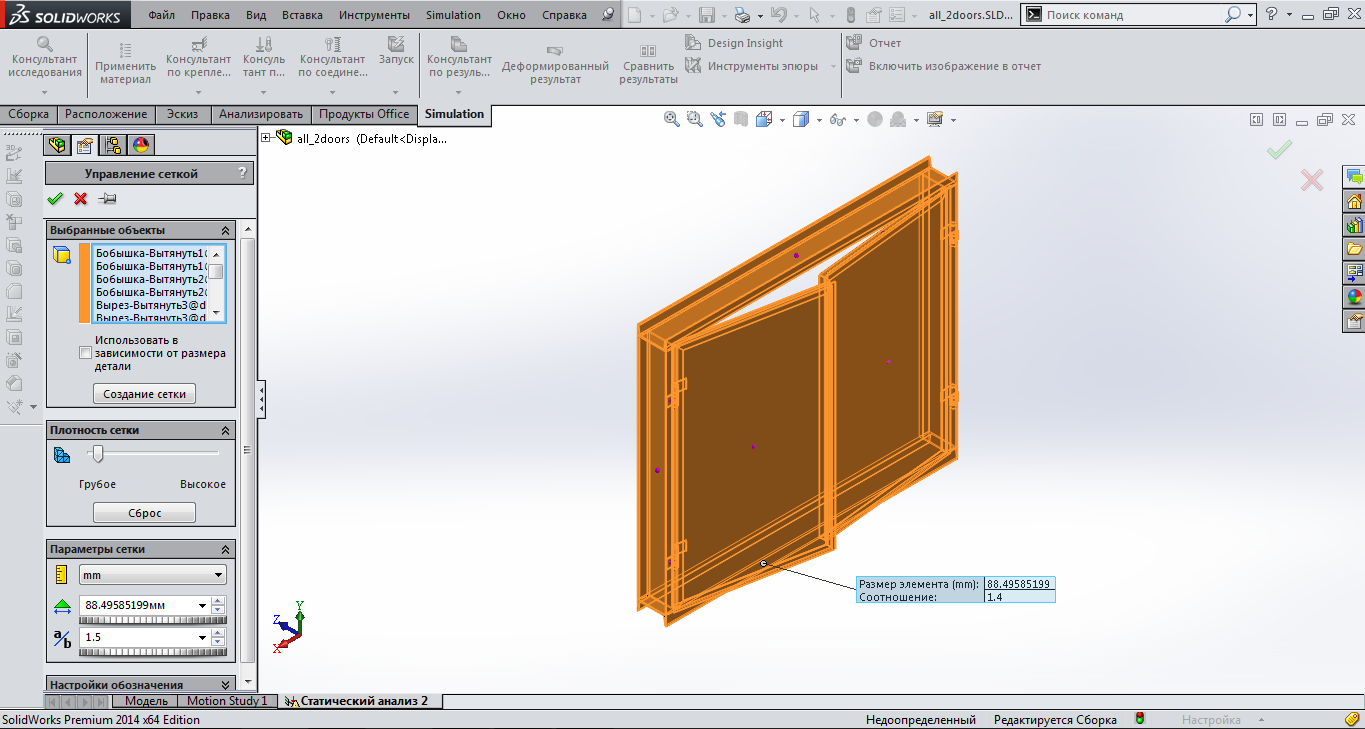 SOLIDWORKS Файл Правка Вид Вставка Инструменты Simulation Окно Справка all_2doors.SLD... Поиск команд ?
Консультант исследования
Применить материал
Консультант по крепле...
Консуль тант п...
Консультант по соедине...
Запуск
Консультант по резуль...
Деформированный результат
Сравнить результаты
Design Insight
Инструменты эпюры
Отчет
Включить изображение в отчет
Сборка Расположение Эскиз Анализировать Продукты Office Simulation
all_2doors (Default<Displa...
Управление сеткой ?
Выбранные объекты
Бобышка-Вытянуть1(
Бобышка-Вытянуть1(
Бобышка-Вытянуть2(
Бобышка-Вытянуть2(
Вырез-Вытянуть3@d
Вырез-Вытянуть3@d
Использовать в
зависимости от размера
детали
Создание сетки
Плотность сетки
Грубое Высокое
Сброс
Параметры сетки
mm
88.49585199мм
a/b 1.5
Настройки обозначения
Размер элемента (mm): 88.49585199
Соотношение: 1.4
Y
Z
X
Модель Motion Study 1 Статический анализ 2
SolidWorks Premium 2014 x64 Edition Недоопределенный Редактируется Сборка Настройка